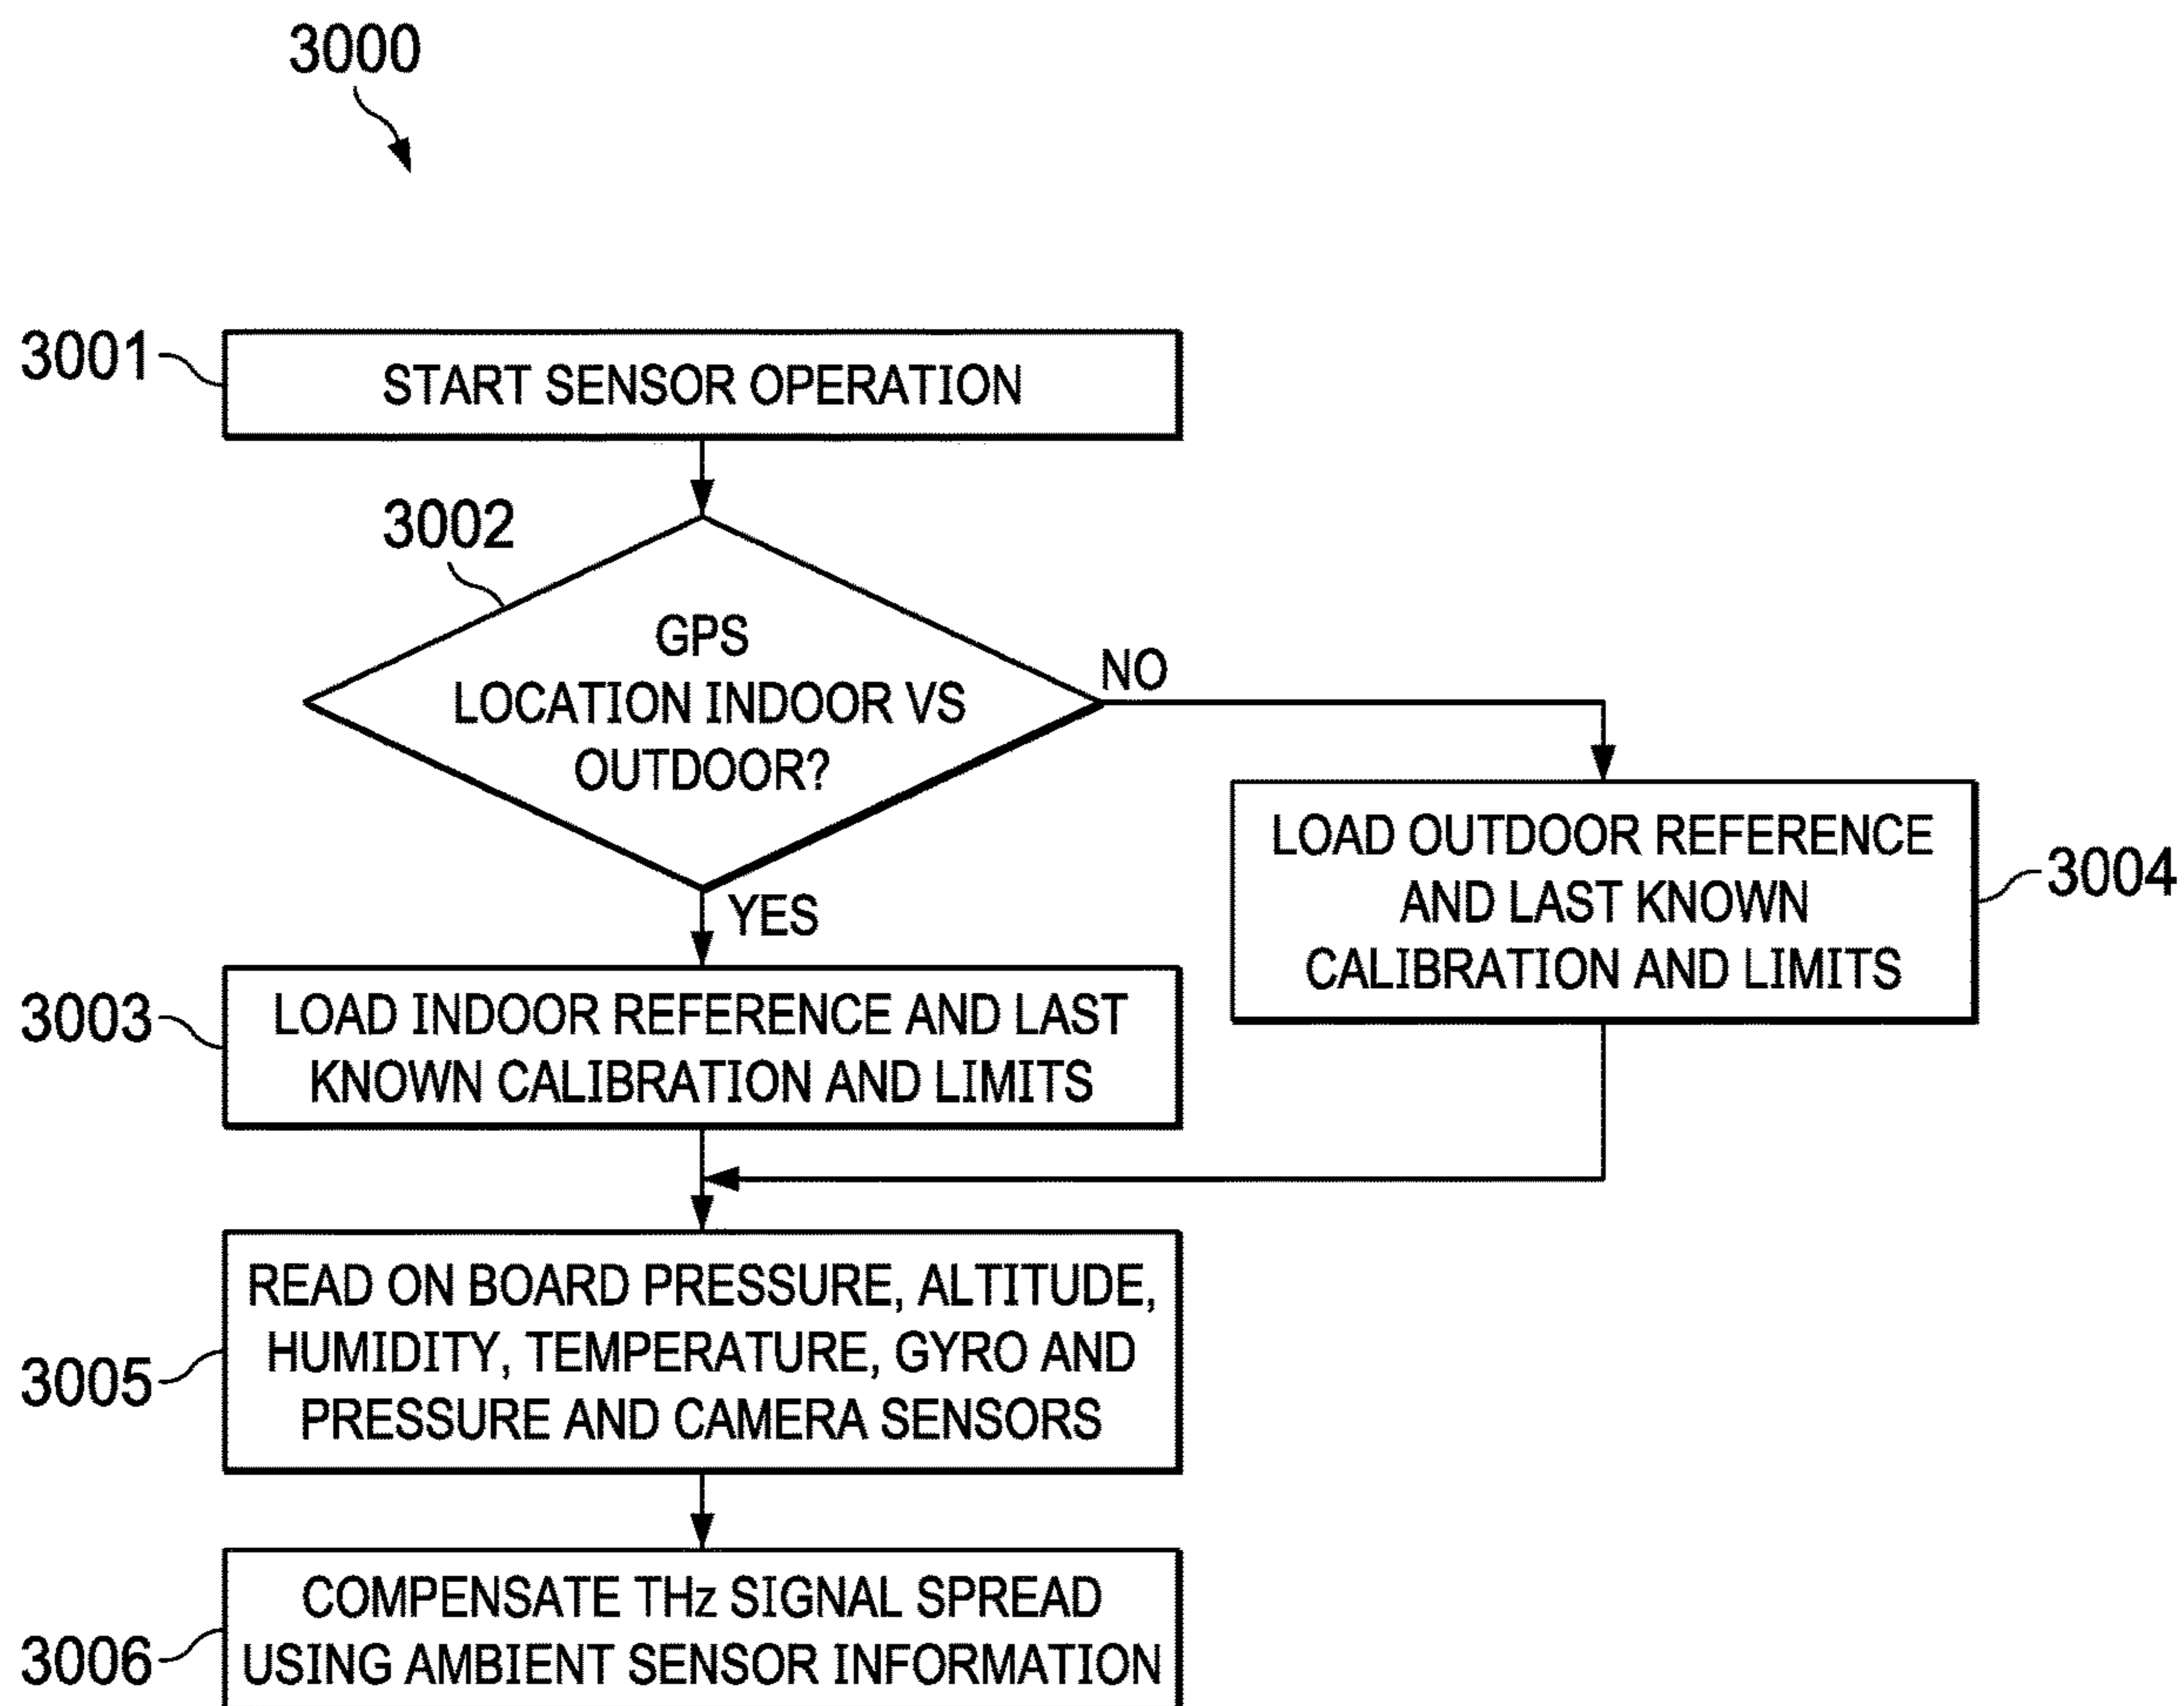 3000
3001
START SENSOR OPERATION
3002
GPS
LOCATION INDOOR VS
OUTDOOR?
NO
YES
LOAD OUTDOOR REFERENCE
AND LAST KNOWN
CALIBRATION AND LIMITS
3004
3003
LOAD INDOOR REFERENCE AND LAST
KNOWN CALIBRATION AND LIMITS
3005
READ ON BOARD PRESSURE, ALTITUDE,
HUMIDITY, TEMPERATURE, GYRO AND
PRESSURE AND CAMERA SENSORS
3006
COMPENSATE THz SIGNAL SPREAD
USING AMBIENT SENSOR INFORMATION